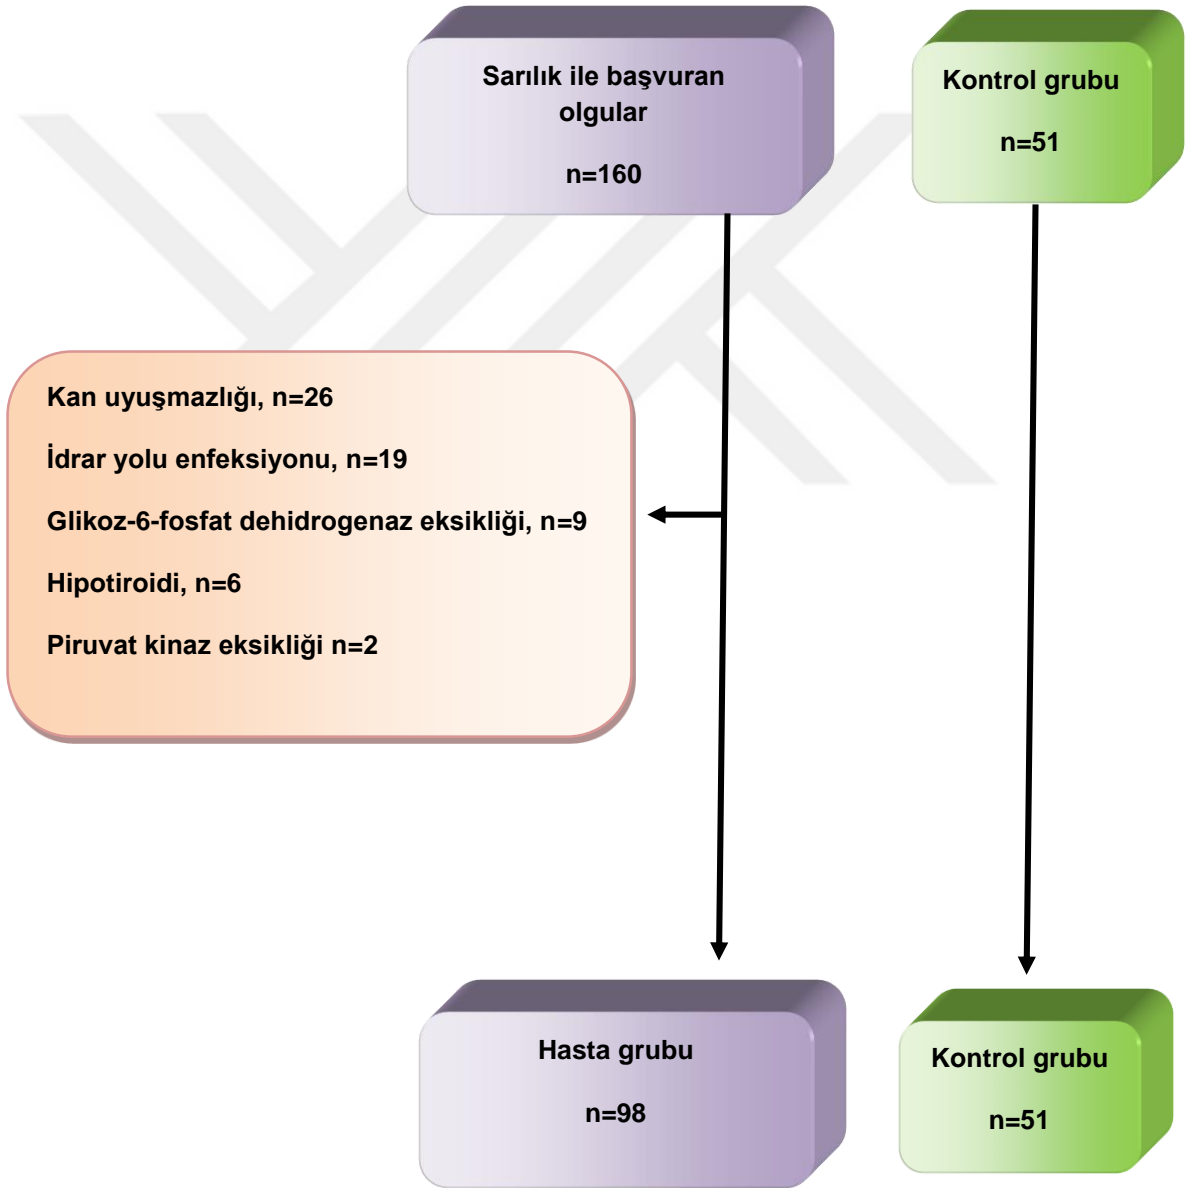 Sarılık ile başvuran
olgular
n=160
Kontrol grubu
n=51
Kan uyuşmazlığı, n=26
İdrar yolu enfeksiyonu, n=19
Glikoz-6-fosfat dehidrogenaz eksikliği, n=9
Hipotiroidi, n=6
Piruvat kinaz eksikliği n=2
Hasta grubu
n=98
Kontrol grubu
n=51